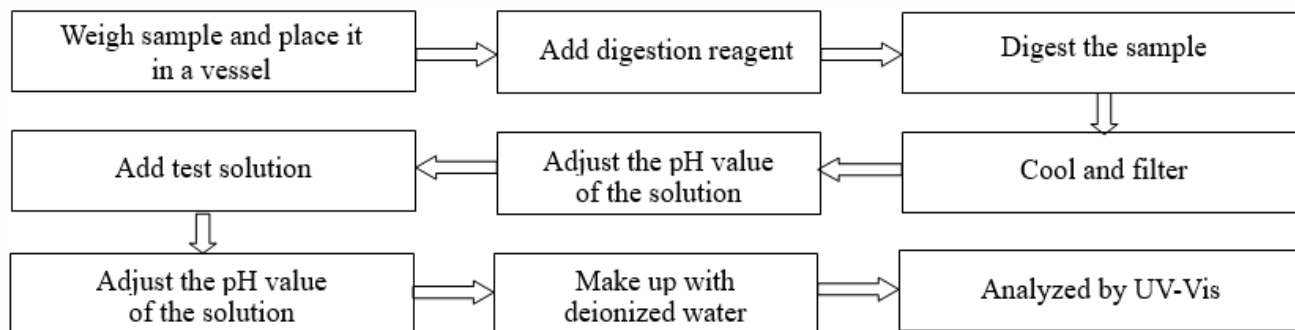 Weigh sample and place it
in a vessel
Add digestion reagent
Digest the sample
Cool and filter
Adjust the pH value
of the solution
Add test solution
Adjust the pH value
of the solution
Make up with
deionized water
Analyzed by UV-Vis